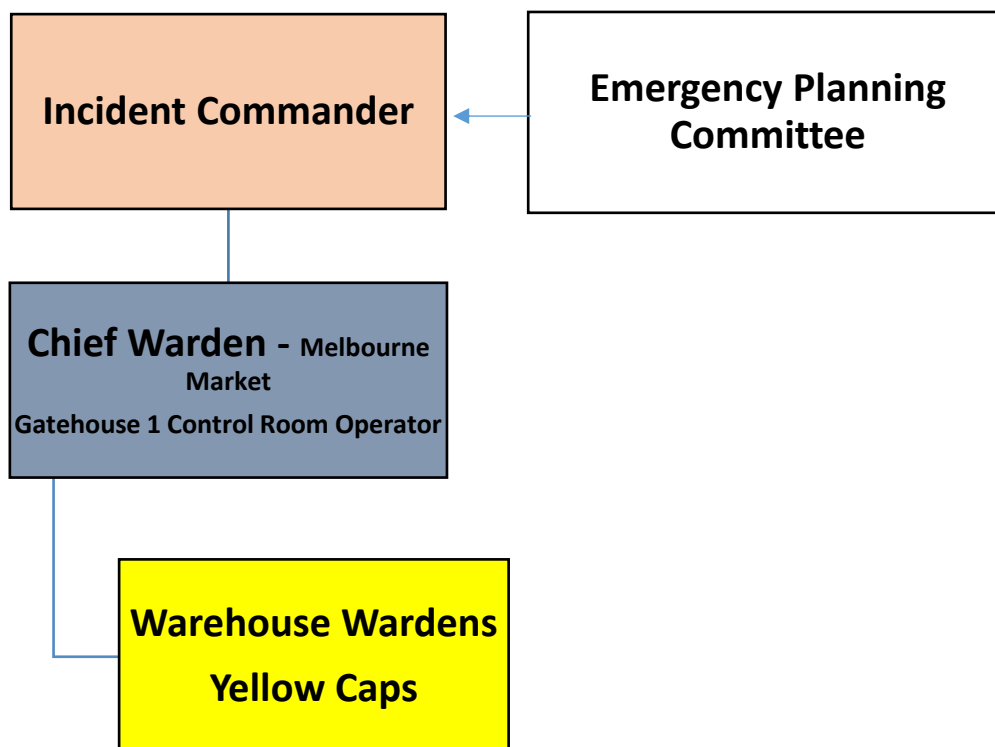 Incident Commander
Emergency Planning
Committee
Chief Warden - Melbourne
Market
Gatehouse 1 Control Room Operator
Warehouse Wardens
Yellow Caps